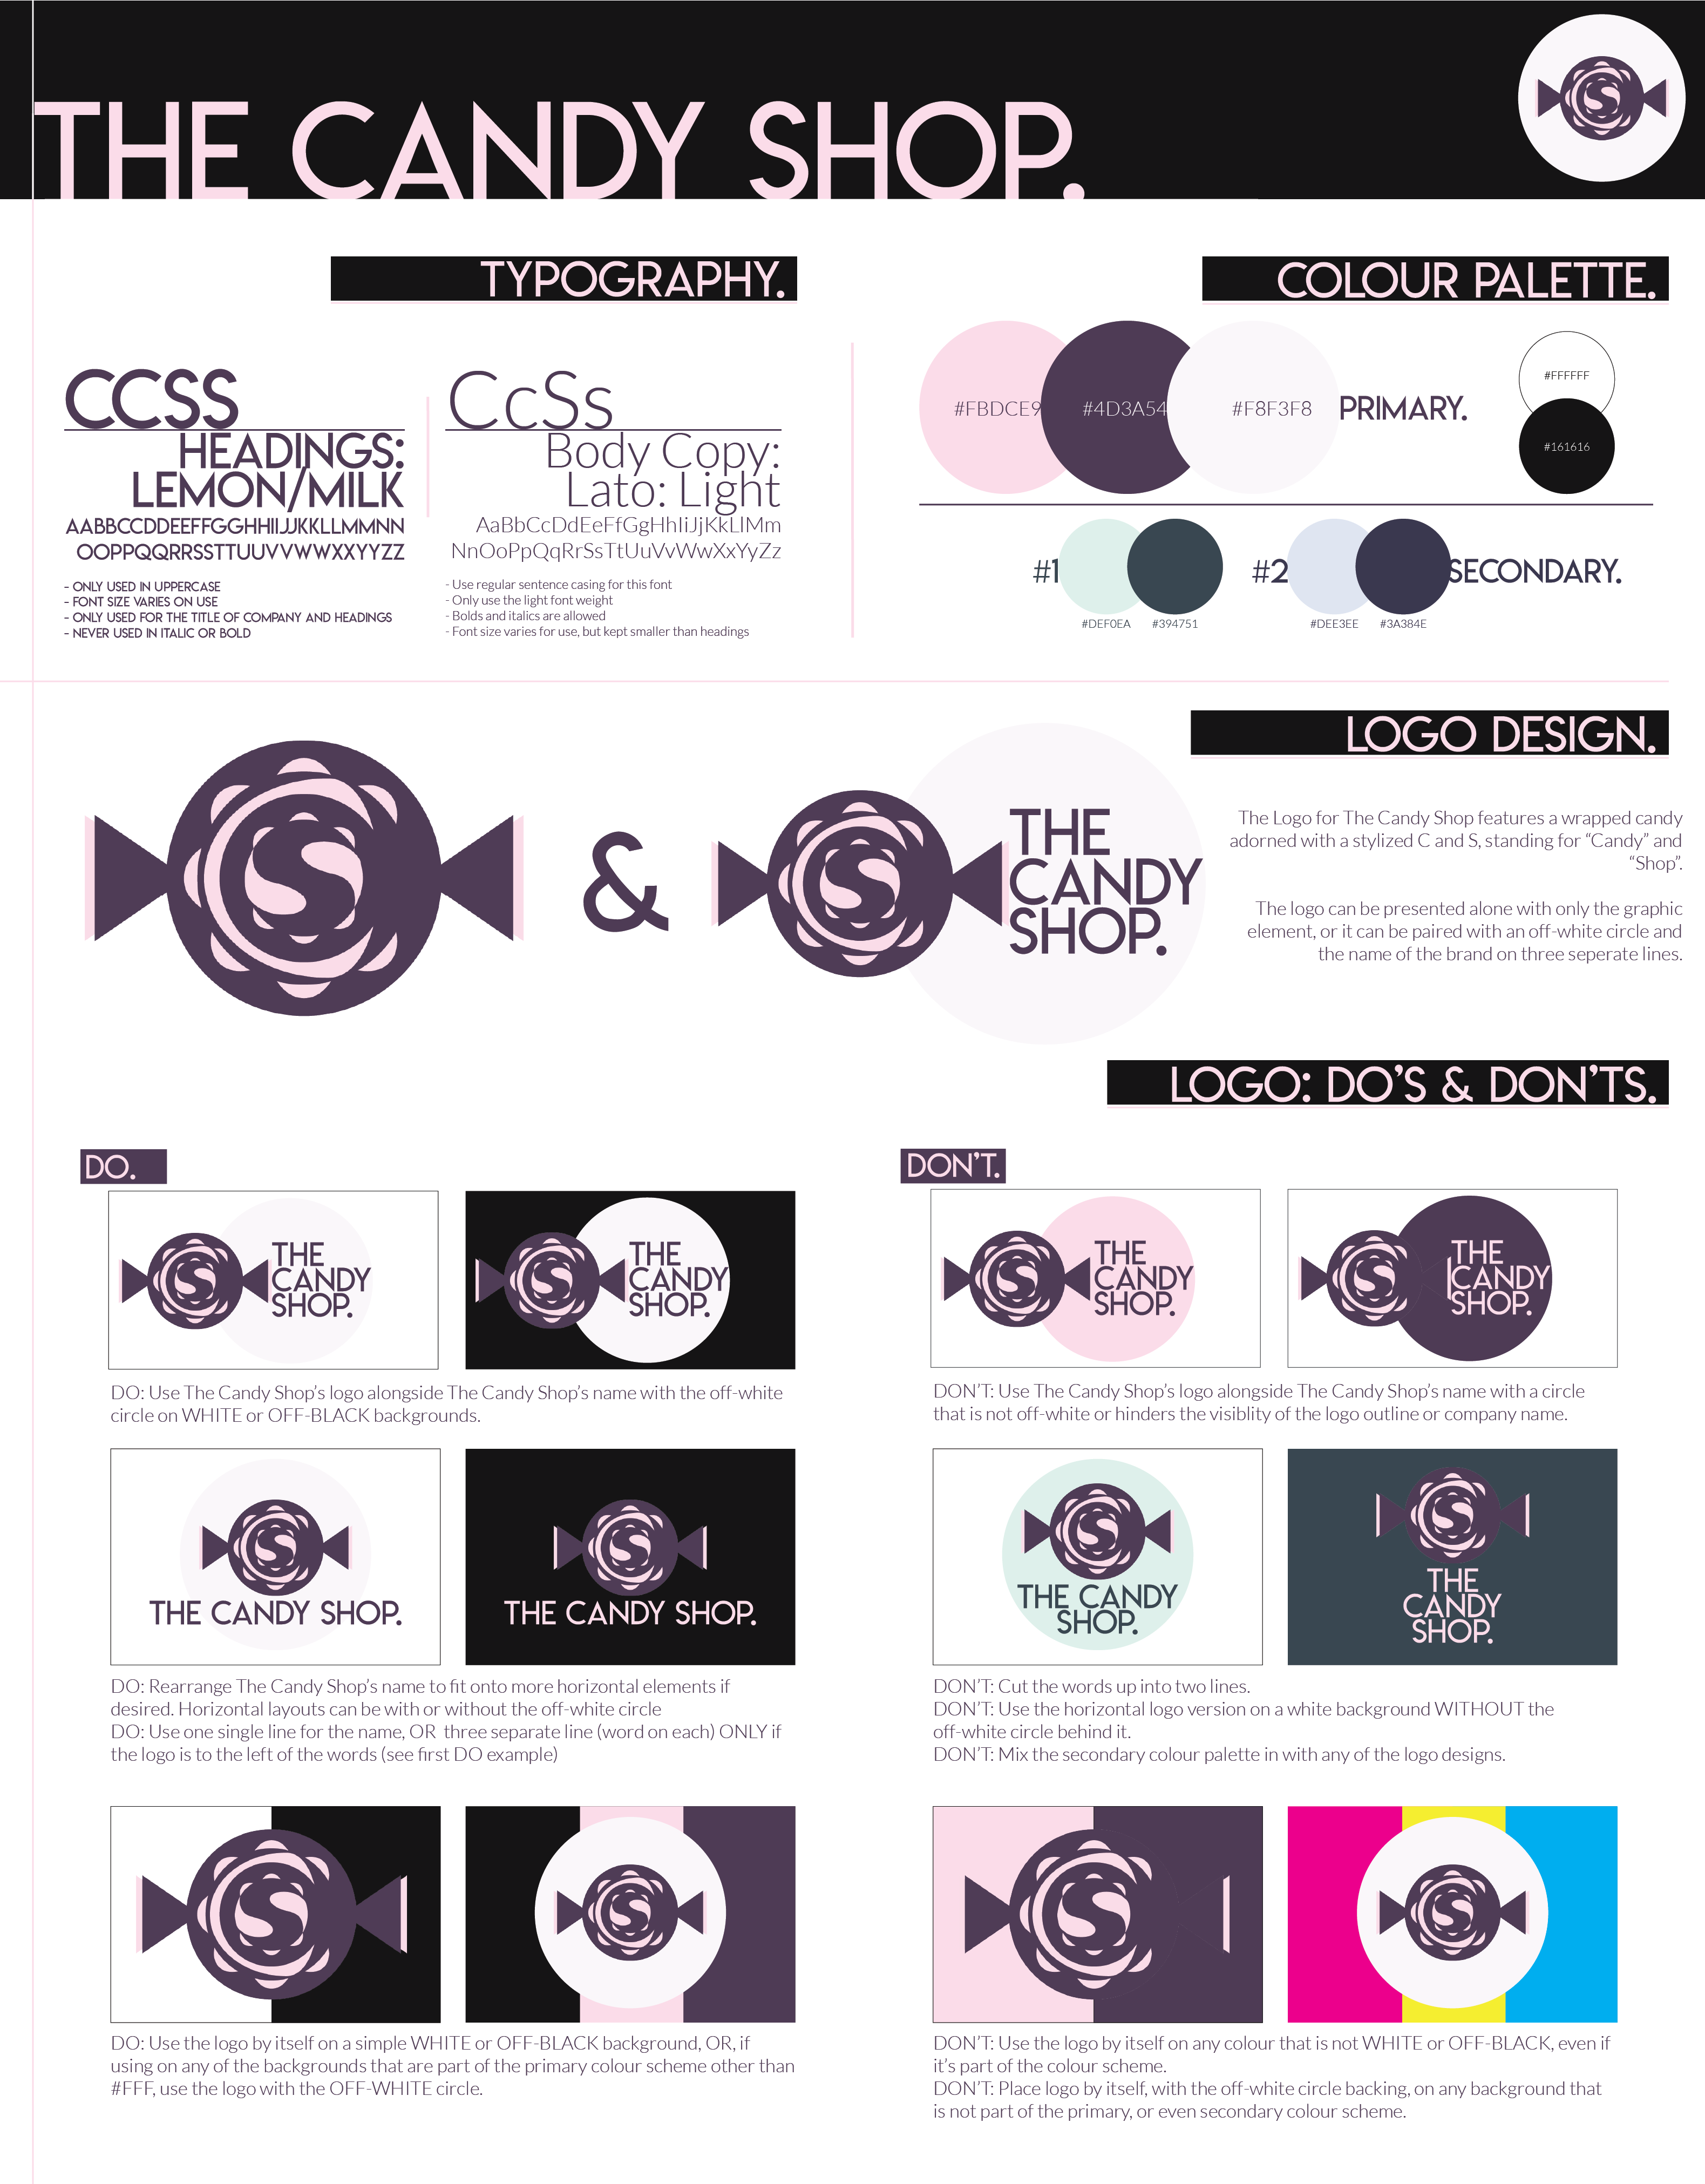 THE CANDY SHOP.
S
TYPOGRAPHY.
CCSS
HEADINGS:
LEMON/MILK
AABBCCDDEEFFGGHHIIJJKKLLMMNN
OOPPQQRRSSTTUUVVWWXXYYZZ
- ONLY USED IN UPPERCASE
- FONT SIZE VARIES ON USE
- ONLY USED FOR THE TITLE OF COMPANY AND HEADINGS
- NEVER USED IN ITALIC OR BOLD
CcSs
Body Copy:
Lato: Light
AaBbCcDdEeFfGgHhIiJjKkLlMm
NnOoPpQqRrSsTtUuVvWwXxYyZz
- Use regular sentence casing for this font
- Only use the light font weight
- Bolds and italics are allowed
- Font size varies for use, but kept smaller than headings
COLOUR PALETTE.
#FBDCE9
#4D3A54
#F8F3F8
PRIMARY.
#FFFFFF
#161616
#1
#DEF0EA
#394751
#2
#DEE3EE
#3A384E
SECONDARY.
LOGO DESIGN.
S
&
S
THE
CANDY
SHOP.
The Logo for The Candy Shop features a wrapped candy
adorned with a stylized C and S, standing for “Candy” and
“Shop”.
The logo can be presented alone with only the graphic
element, or it can be paired with an off-white circle and
the name of the brand on three seperate lines.
LOGO: DO’S & DON’TS.
DO.
S
THE
CANDY
SHOP.
S
THE
CANDY
SHOP.
DO: Use The Candy Shop’s logo alongside The Candy Shop’s name with the off-white
circle on WHITE or OFF-BLACK backgrounds.
S
THE CANDY SHOP.
S
THE CANDY SHOP.
DO: Rearrange The Candy Shop’s name to fit onto more horizontal elements if
desired. Horizontal layouts can be with or without the off-white circle
DO: Use one single line for the name, OR three separate line (word on each) ONLY if
the logo is to the left of the words (see first DO example)
S
S
DO: Use the logo by itself on a simple WHITE or OFF-BLACK background, OR, if
using on any of the backgrounds that are part of the primary colour scheme other than
#FFF, use the logo with the OFF-WHITE circle.
DON’T.
S
THE
CANDY
SHOP.
S
THE
CANDY
SHOP.
DON’T: Use The Candy Shop’s logo alongside The Candy Shop’s name with a circle
that is not off-white or hinders the visiblity of the logo outline or company name.
S
THE CANDY
SHOP.
S
THE
CANDY
SHOP.
DON’T: Cut the words up into two lines.
DON’T: Use the horizontal logo version on a white background WITHOUT the
off-white circle behind it.
DON’T: Mix the secondary colour palette in with any of the logo designs.
S
S
DON’T: Use the logo by itself on any colour that is not WHITE or OFF-BLACK, even if
it’s part of the colour scheme.
DON’T: Place logo by itself, with the off-white circle backing, on any background that
is not part of the primary, or even secondary colour scheme.